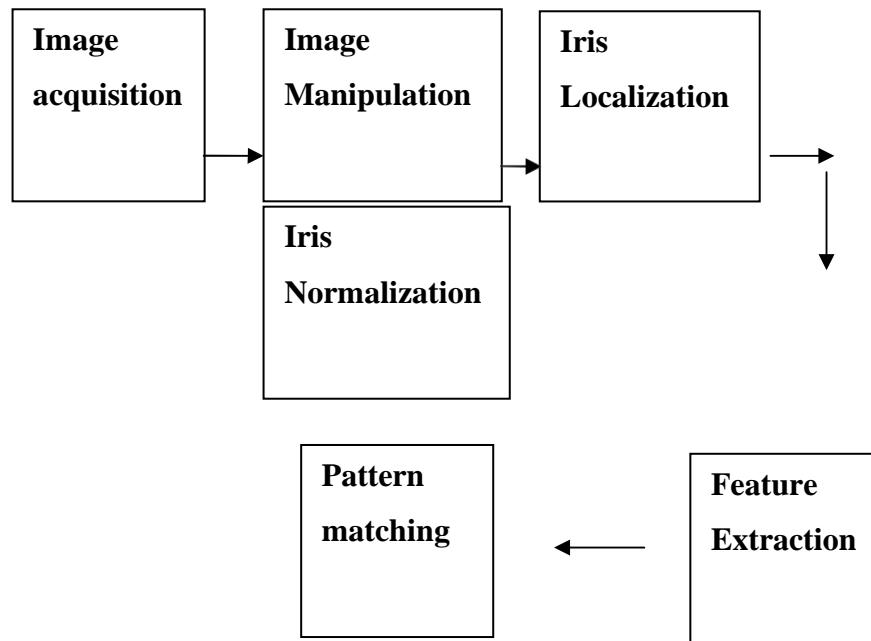 Image
acquisition
Image
Manipulation
Iris
Localization
Iris
Normalization
Pattern
matching
Feature
Extraction